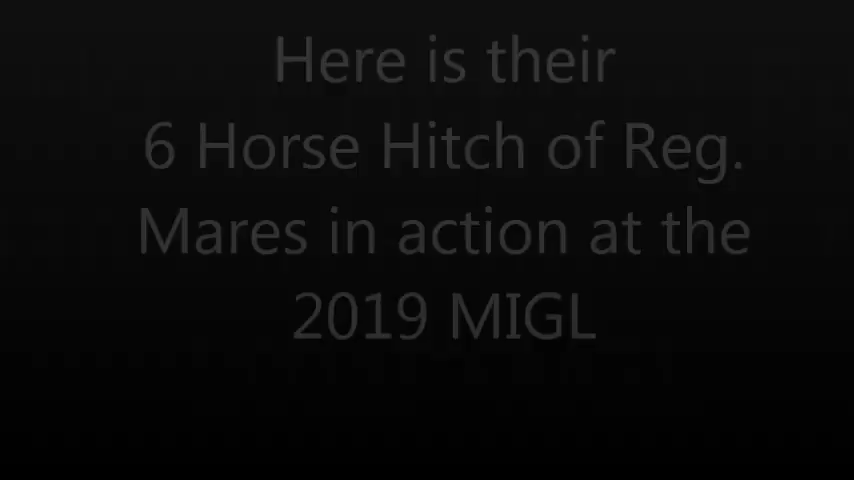 Here is their
6 Horse Hitch of Reg.
Mares in action at the
2019 MIGL